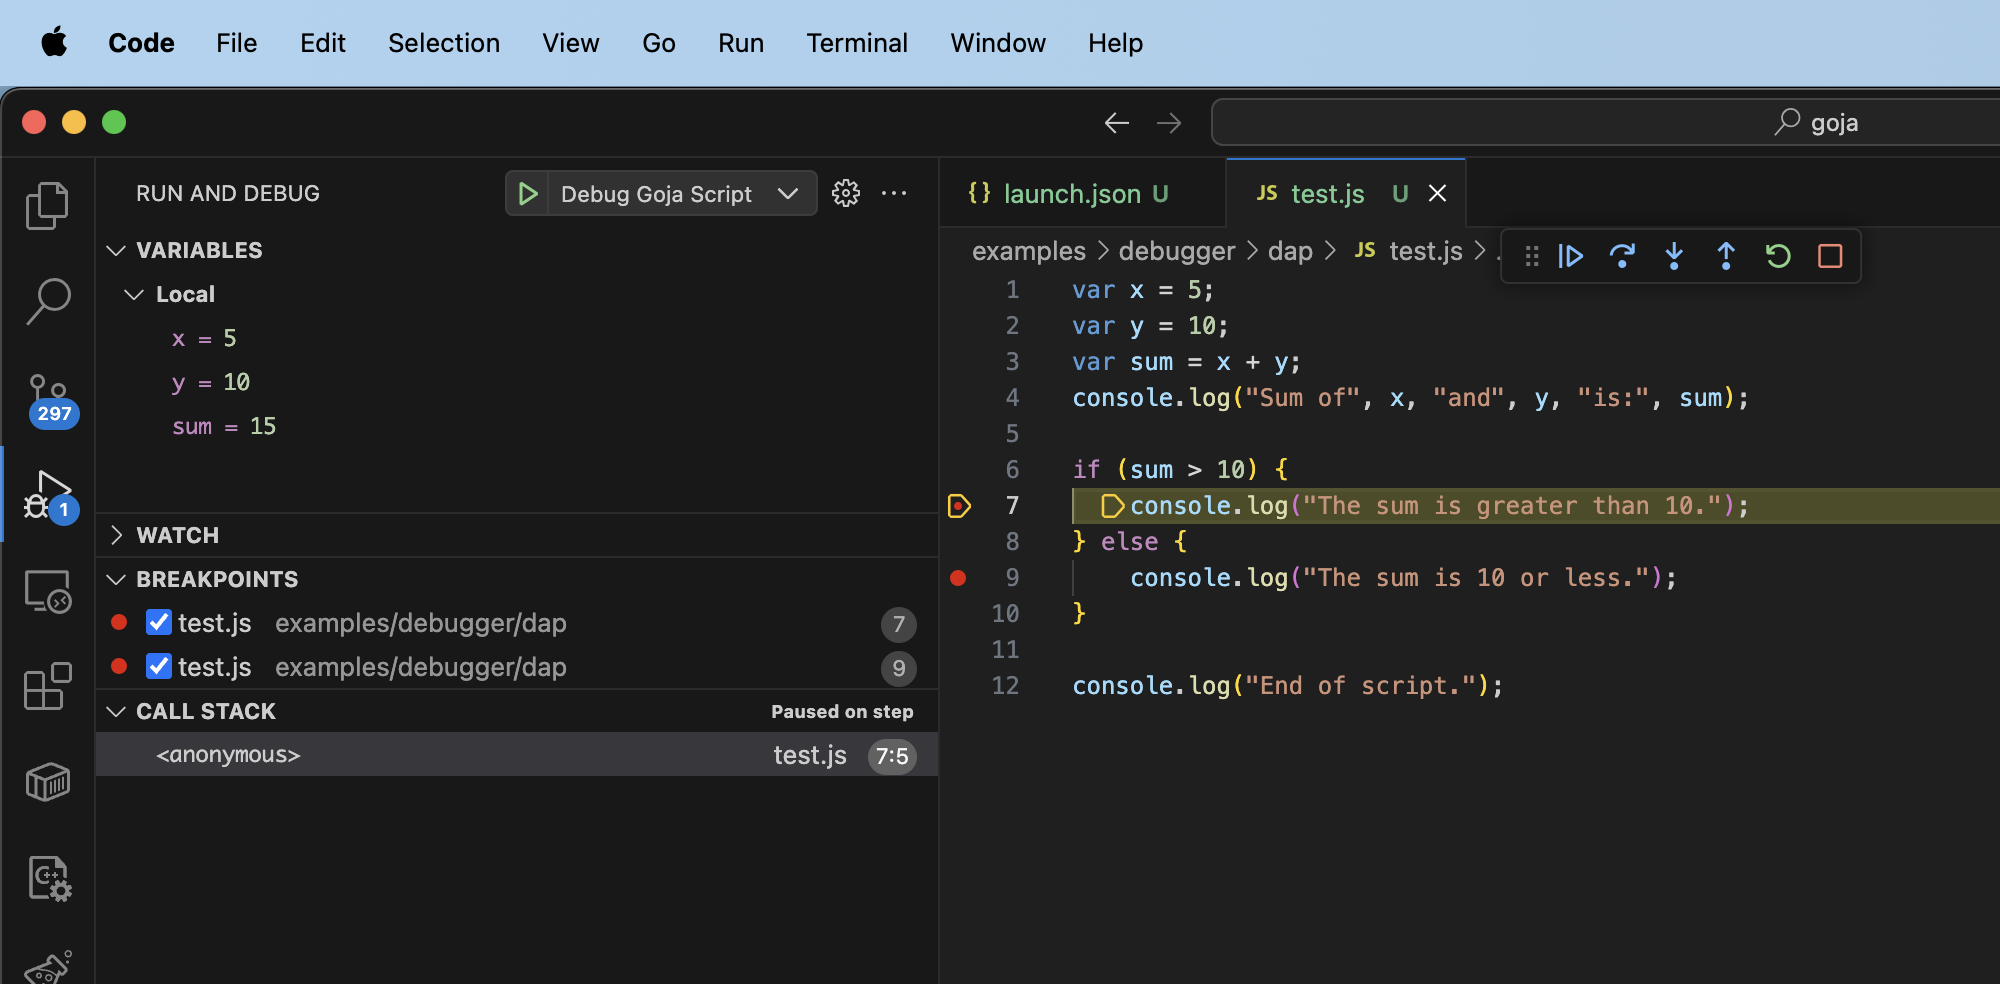 Code File Edit Selection View Go Run Terminal Window Help
goja
RUN AND DEBUG
Debug Goja Script
VARIABLES
Local
x = 5
y = 10
sum = 15
297
1
WATCH
BREAKPOINTS
test.js examples/debugger/dap 7
test.js examples/debugger/dap 9
CALL STACK Paused on step
<anonymous> test.js 7:5
{} launch.json U
JS test.js U
examples > debugger > dap > JS test.js > .
1 var x = 5;
2 var y = 10;
3 var sum = x + y;
4 console.log("Sum of", x, "and", y, "is:", sum);
5
6 if (sum > 10) {
7 console.log("The sum is greater than 10.");
8 } else {
9 console.log("The sum is 10 or less.");
10 }
11
12 console.log("End of script.");
C++